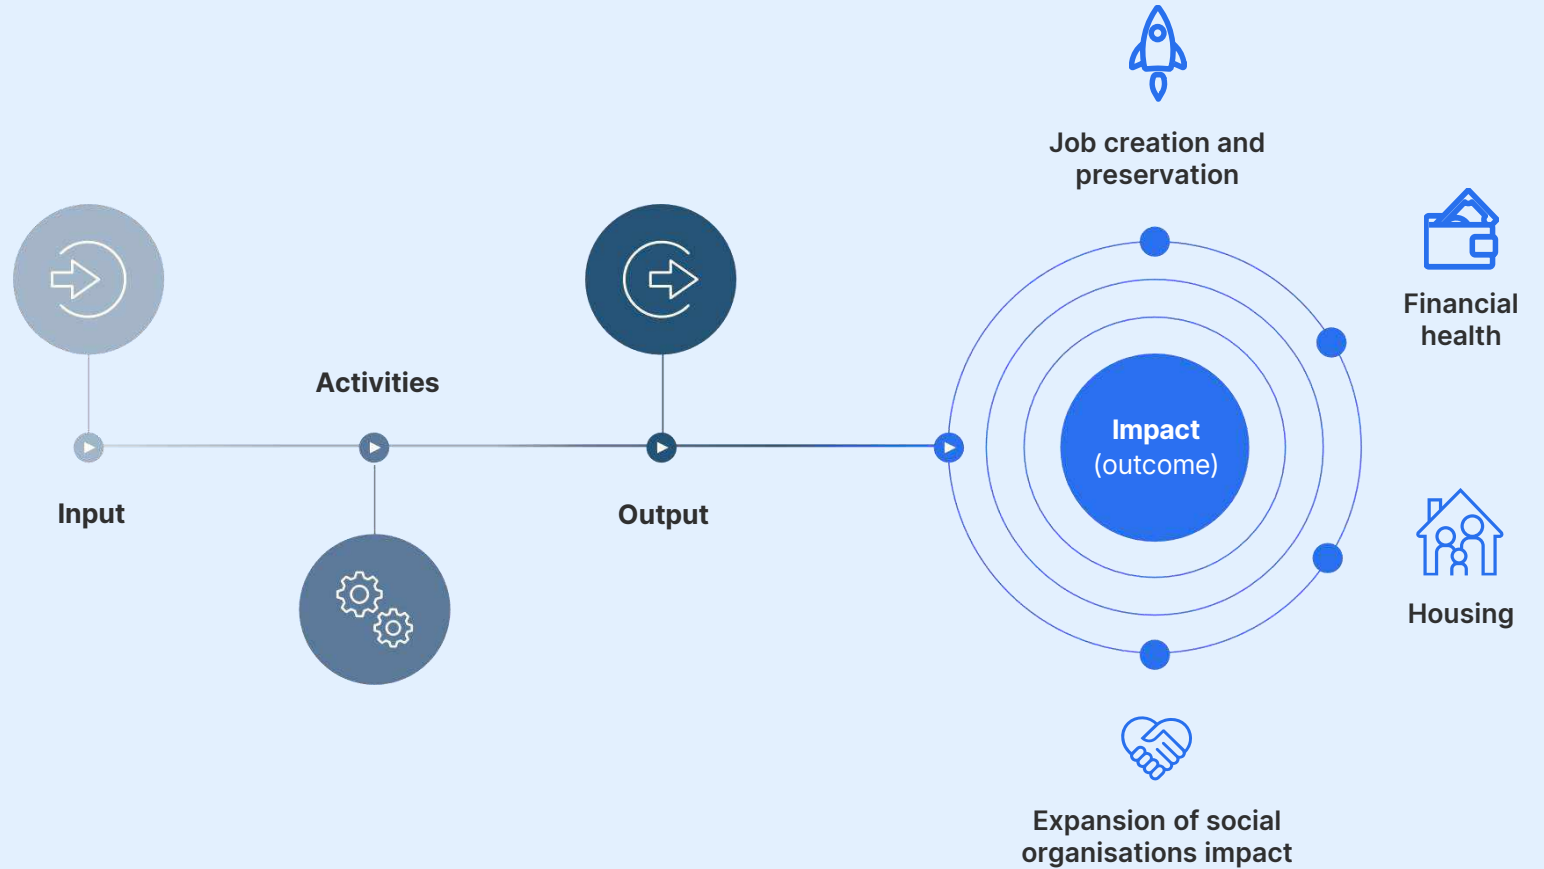 Job creation and
preservation
Financial
health
Activities
Impact
(outcome)
Input
Output
Housing
Expansion of social
organisations impact